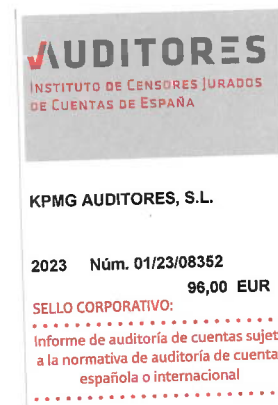 AUDITORES
INSTITUTO DE CENSORES JURADOS
DE CUENTAS DE ESPAÑA
KPMG AUDITORES, S.L.
2023 Núm. 01/23/08352
96,00 EUR
SELLO CORPORATIVO:
Informe de auditoría de cuentas sujet
a la normativa de auditoría de cuenta
española o internacional